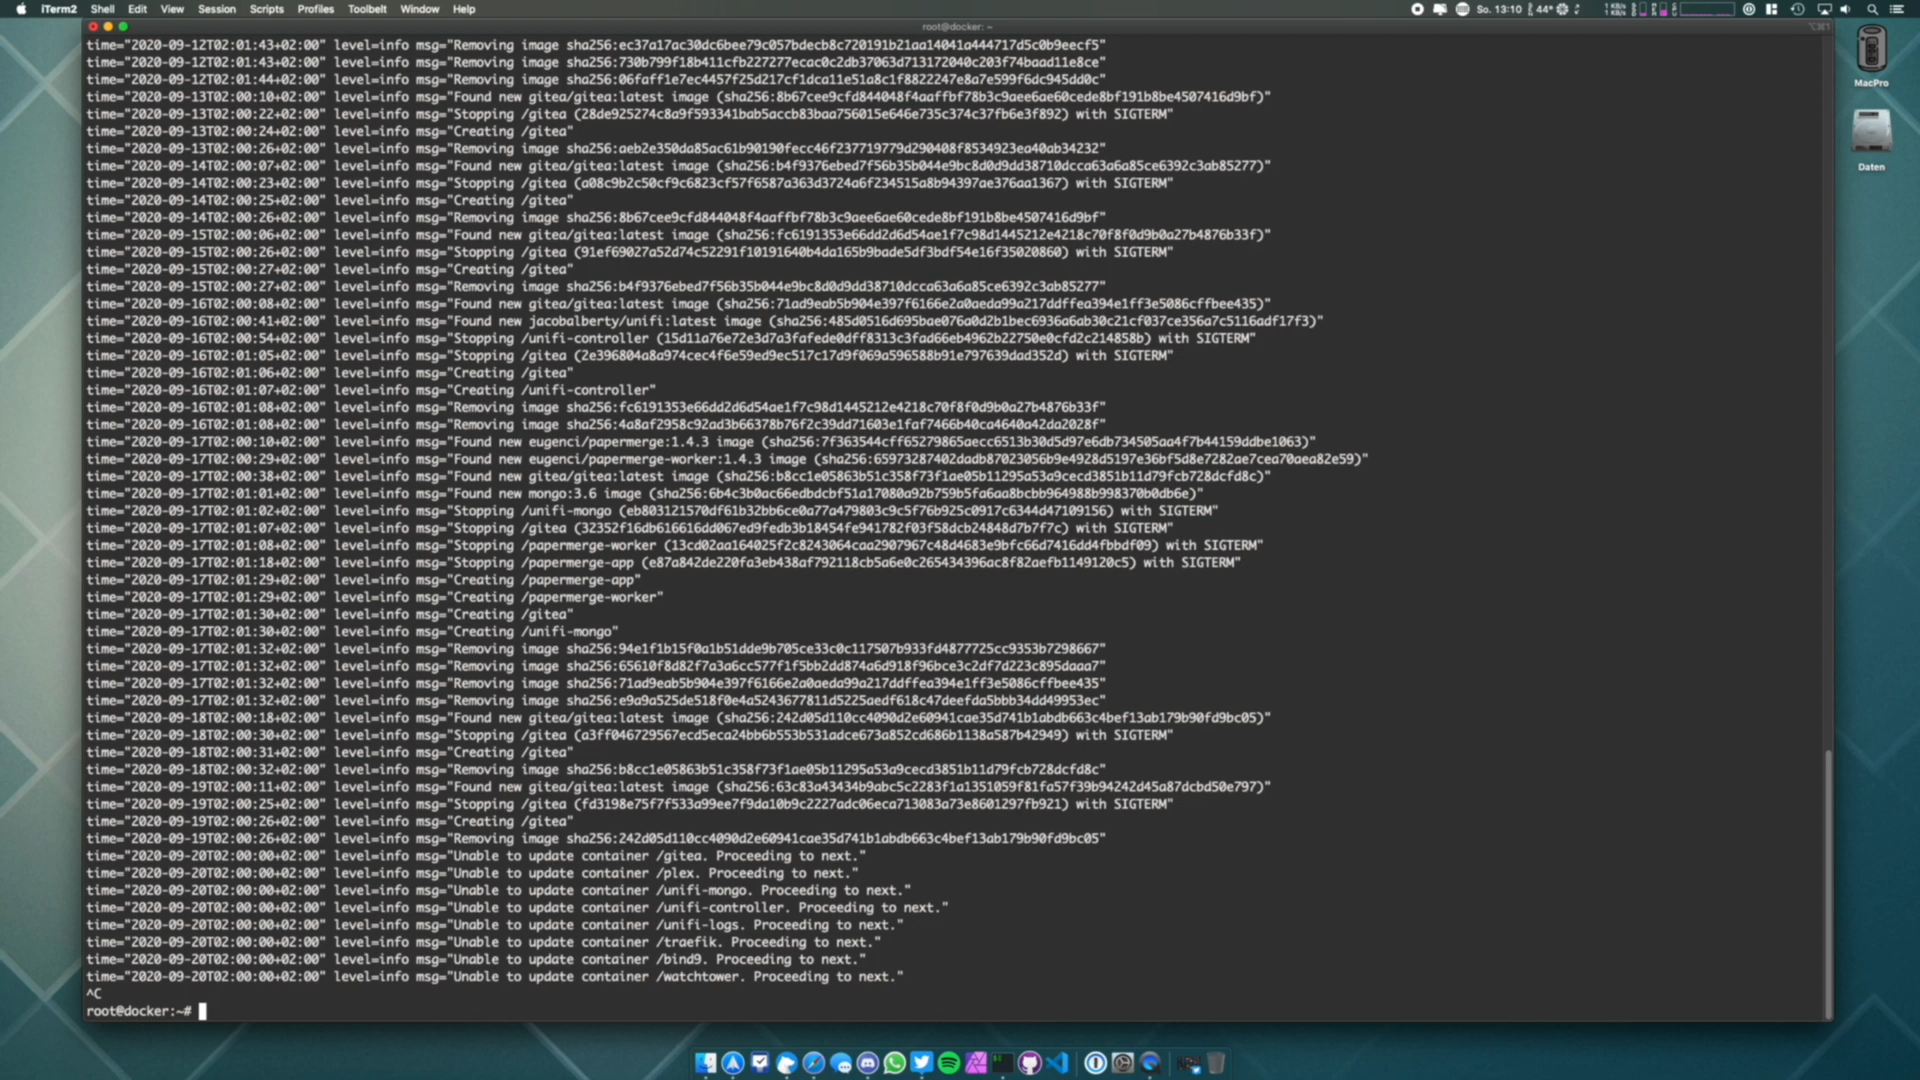 iTerm2 Shell Edit View Session Scripts Profiles Toolbelt Window Help
So. 13:10
44°
root@docker: ~
time="2020-09-12T02:01:43+02:00" level=info msg="Removing image sha256:ec37a17ac30dc6bee79c057bdecb8c720191b21aa14041a444717d5c0b9eecf5"
time="2020-09-12T02:01:43+02:00" level=info msg="Removing image sha256:730b799f18b411cfb227277ecac0c2db37063d713172040c203f74baad11e8ce"
time="2020-09-12T02:01:44+02:00" level=info msg="Removing image sha256:06faff1e7ec4457f25d217cf1dca11e51a8c1f8822247e8a7e599f6dc945dd0c"
time="2020-09-13T02:00:10+02:00" level=info msg="Found new gitea/gitea:latest image (sha256:8b67cee9cfd844048f4aaffbf78b3c9aee6ae60cede8bf191b8be4507416d9bf)"
time="2020-09-13T02:00:22+02:00" level=info msg="Stopping /gitea (28de925274c8a9f593341bab5accb83baa756015e646e735c374c37fb6e3f892) with SIGTERM"
time="2020-09-13T02:00:24+02:00" level=info msg="Creating /gitea"
time="2020-09-13T02:00:26+02:00" level=info msg="Removing image sha256:aeb2e350da85ac61b90190fecc46f237719779d290408f8534923ea40ab34232"
time="2020-09-14T02:00:07+02:00" level=info msg="Found new gitea/gitea:latest image (sha256:b4f9376ebed7f56b35b044e9bc8d0d9dd38710dcca63a6a85ce6392c3ab85277)"
time="2020-09-14T02:00:23+02:00" level=info msg="Stopping /gitea (a08c9b2c50cf9c6823cf57f6587a363d3724a6f234515a8b94397ae376aa1367) with SIGTERM"
time="2020-09-14T02:00:25+02:00" level=info msg="Creating /gitea"
time="2020-09-14T02:00:26+02:00" level=info msg="Removing image sha256:8b67cee9cfd844048f4aaffbf78b3c9aee6ae60cede8bf191b8be4507416d9bf"
time="2020-09-15T02:00:06+02:00" level=info msg="Found new gitea/gitea:latest image (sha256:fc6191353e66dd2d6d54ae1f7c98d1445212e4218c70f8f0d9b0a27b4876b33f)"
time="2020-09-15T02:00:26+02:00" level=info msg="Stopping /gitea (91ef69027a52d74c52291f10191640b4da165b9bade5df3bdf54e16f35020860) with SIGTERM"
time="2020-09-15T02:00:27+02:00" level=info msg="Creating /gitea"
time="2020-09-15T02:00:27+02:00" level=info msg="Removing image sha256:b4f9376ebed7f56b35b044e9bc8d0d9dd38710dcca63a6a85ce6392c3ab85277"
time="2020-09-16T02:00:08+02:00" level=info msg="Found new gitea/gitea:latest image (sha256:71ad9eab5b904e397f6166e2a0aeda99a217ddffea394e1ff3e5086cffbee435)"
time="2020-09-16T02:00:41+02:00" level=info msg="Found new jacobalberty/unifi:latest image (sha256:485d0516d695bae076a0d2b1bec6936a6ab30c21cf037ce356a7c5116adf17f3)"
time="2020-09-16T02:00:54+02:00" level=info msg="Stopping /unifi-controller (15d11a76e72e3d7a3fafede0dff8313c3fad66eb4962b22750e0cfd2c214858b) with SIGTERM"
time="2020-09-16T02:01:05+02:00" level=info msg="Stopping /gitea (2e396804a8a974cec4f6e59ed9ec517c17d9f069a596588b91e797639dad352d) with SIGTERM"
time="2020-09-16T02:01:06+02:00" level=info msg="Creating /gitea"
time="2020-09-16T02:01:07+02:00" level=info msg="Creating /unifi-controller"
time="2020-09-16T02:01:08+02:00" level=info msg="Removing image sha256:fc6191353e66dd2d6d54ae1f7c98d1445212e4218c70f8f0d9b0a27b4876b33f"
time="2020-09-16T02:01:08+02:00" level=info msg="Removing image sha256:4a8af2958c92ad3b66378b76f2c39dd71603e1faf7466b40ca4640a42da2028f"
time="2020-09-17T02:00:10+02:00" level=info msg="Found new eugenci/papermerge:1.4.3 image (sha256:7f363544cff65279865aecc6513b30d5d97e6db734505aa4f7b44159ddbe1063)"
time="2020-09-17T02:00:29+02:00" level=info msg="Found new eugenci/papermerge-worker:1.4.3 image (sha256:65973287402dadb87023056b9e4928d5197e36bf5d8e7282ae7cea70aea82e59)"
time="2020-09-17T02:00:38+02:00" level=info msg="Found new gitea/gitea:latest image (sha256:b8cc1e05863b51c358f73f1ae05b11295a53a9cecd3851b11d79fcb728dcfd8c)"
time="2020-09-17T02:01:01+02:00" level=info msg="Found new mongo:3.6 image (sha256:6b4c3b0ac66edbdcbf51a17080a92b759b5fa6aa8bcbb964988b998370b0db6e)"
time="2020-09-17T02:01:02+02:00" level=info msg="Stopping /unifi-mongo (eb803121570df61b32bb6ce0a77a479803c9c5f76b925c0917c6344d47109156) with SIGTERM"
time="2020-09-17T02:01:07+02:00" level=info msg="Stopping /gitea (32352f16db616616dd067ed9fedb3b18454fe941782f03f58dcb24848d7b7f7c) with SIGTERM"
time="2020-09-17T02:01:08+02:00" level=info msg="Stopping /papermerge-worker (13cd02aa164025f2c8243064caa2907967c48d4683e9bfc66d7416dd4fbbdf09) with SIGTERM"
time="2020-09-17T02:01:18+02:00" level=info msg="Stopping /papermerge-app (e87a842de220fa3eb438af792118cb5a6e0c265434396ac8f82aefb1149120c5) with SIGTERM"
time="2020-09-17T02:01:29+02:00" level=info msg="Creating /papermerge-app"
time="2020-09-17T02:01:29+02:00" level=info msg="Creating /papermerge-worker"
time="2020-09-17T02:01:30+02:00" level=info msg="Creating /gitea"
time="2020-09-17T02:01:30+02:00" level=info msg="Creating /unifi-mongo"
time="2020-09-17T02:01:32+02:00" level=info msg="Removing image sha256:94e1f1b15f0a1b51dde9b705ce33c0c117507b933fd4877725cc9353b7298667"
time="2020-09-17T02:01:32+02:00" level=info msg="Removing image sha256:65610f8d82f7a3a6cc577f1f5bb2dd874a6d918f96bce3c2df7d223c895daaa7"
time="2020-09-17T02:01:32+02:00" level=info msg="Removing image sha256:71ad9eab5b904e397f6166e2a0aeda99a217ddffea394e1ff3e5086cffbee435"
time="2020-09-17T02:01:32+02:00" level=info msg="Removing image sha256:e9a9a525de518f0e4a5243677811d5225aedf618c47deefda5bbb34dd49953ec"
time="2020-09-18T02:00:18+02:00" level=info msg="Found new gitea/gitea:latest image (sha256:242d05d110cc4090d2e60941cae35d741b1abdb663c4bef13ab179b90fd9bc05)"
time="2020-09-18T02:00:30+02:00" level=info msg="Stopping /gitea (a3ff046729567ecd5eca24bb6b553b531adce673a852cd686b1138a587b42949) with SIGTERM"
time="2020-09-18T02:00:31+02:00" level=info msg="Creating /gitea"
time="2020-09-18T02:00:32+02:00" level=info msg="Removing image sha256:b8cc1e05863b51c358f73f1ae05b11295a53a9cecd3851b11d79fcb728dcfd8c"
time="2020-09-19T02:00:11+02:00" level=info msg="Found new gitea/gitea:latest image (sha256:63c83a43434b9abc5c2283f1a1351059f81fa57f39b94242d45a87dcbd50e797)"
time="2020-09-19T02:00:25+02:00" level=info msg="Stopping /gitea (fd3198e75f7f533a99ee7f9da10b9c2227adc06eca713083a73e8601297fb921) with SIGTERM"
time="2020-09-19T02:00:26+02:00" level=info msg="Creating /gitea"
time="2020-09-19T02:00:26+02:00" level=info msg="Removing image sha256:242d05d110cc4090d2e60941cae35d741b1abdb663c4bef13ab179b90fd9bc05"
time="2020-09-20T02:00:00+02:00" level=info msg="Unable to update container /gitea. Proceeding to next."
time="2020-09-20T02:00:00+02:00" level=info msg="Unable to update container /plex. Proceeding to next."
time="2020-09-20T02:00:00+02:00" level=info msg="Unable to update container /unifi-mongo. Proceeding to next."
time="2020-09-20T02:00:00+02:00" level=info msg="Unable to update container /unifi-controller. Proceeding to next."
time="2020-09-20T02:00:00+02:00" level=info msg="Unable to update container /unifi-logs. Proceeding to next."
time="2020-09-20T02:00:00+02:00" level=info msg="Unable to update container /traefik. Proceeding to next."
time="2020-09-20T02:00:00+02:00" level=info msg="Unable to update container /bind9. Proceeding to next."
time="2020-09-20T02:00:00+02:00" level=info msg="Unable to update container /watchtower. Proceeding to next."
^C
root@docker:~#
MacPro
Daten